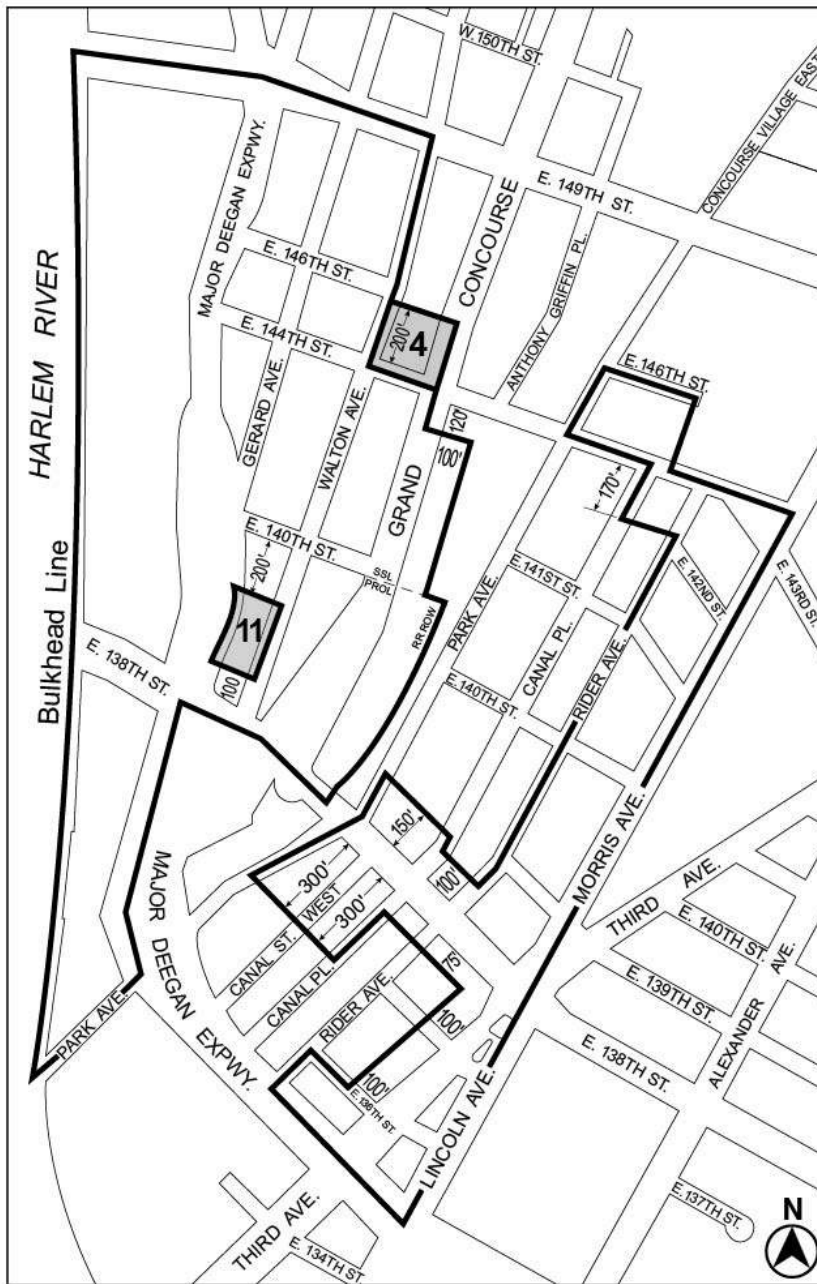 W. 150TH ST.
CONCOURSE VILLAGE EAST
MAJOR DEEGAN EXPWY.
CONCOURSE
E. 149TH ST.
ANTHONY GRIFFIN PL.
E. 146TH ST.
HARLEM RIVER
Bulkhead Line
200'
4
E. 144TH ST.
E. 146TH ST.
GERARD AVE.
WALTON AVE.
120'
100'
GRAND
170'
E. 140TH ST.
SSL
PROL
200'
PARK AVE.
E. 141ST ST.
E. 142ND ST.
E. 143RD ST.
11
RR ROW
CANAL PL.
RIDER AVE.
E. 138TH ST.
100'
E. 140TH ST.
MORRIS AVE.
150'
100'
MAJOR DEEGAN EXPWY.
300'
300'
CANAL ST. WEST
CANAL PL.
RIDER AVE.
75'
100'
THIRD AVE.
E. 140TH ST.
E. 139TH ST.
ALEXANDER AVE.
E. 138TH ST.
PARK AVE.
100'
E. 136TH ST.
LINCOLN AVE.
E. 137TH ST.
THIRD AVE.
E. 134TH ST.
N